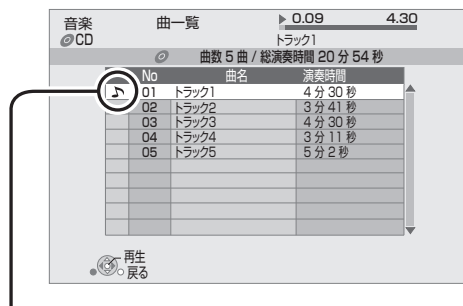 音楽 曲一覧 0.09 4.30
CD トラック1
曲数 5 曲 / 総演奏時間 20 分 54 秒
No 曲名 演奏時間
01 トラック1 4 分 30 秒
02 トラック2 3 分 41 秒
03 トラック3 4 分 30 秒
04 トラック4 3 分 11 秒
05 トラック5 5 分 2 秒
再生
戻る